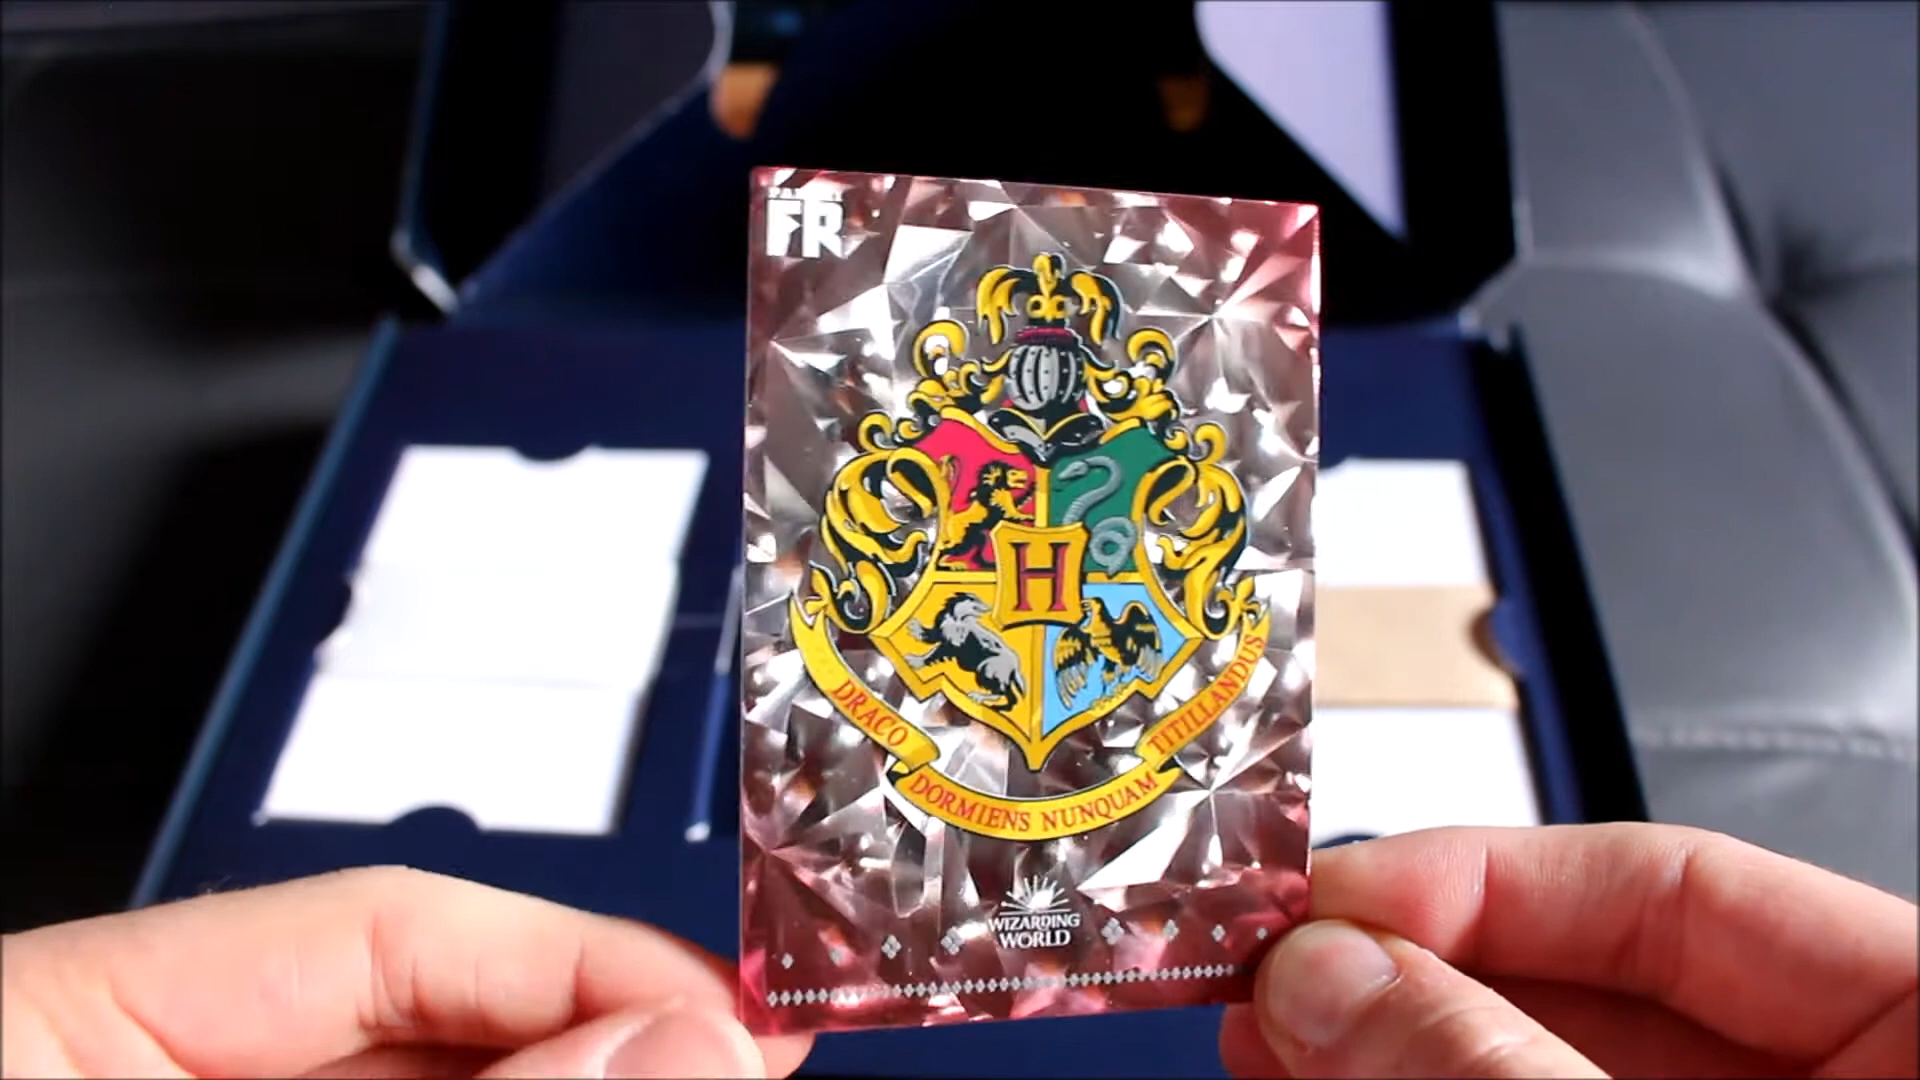 FR
H
DRACO
DORMIENS NUNQUAM
TITILLANDUS
WIZARDING
WORLD